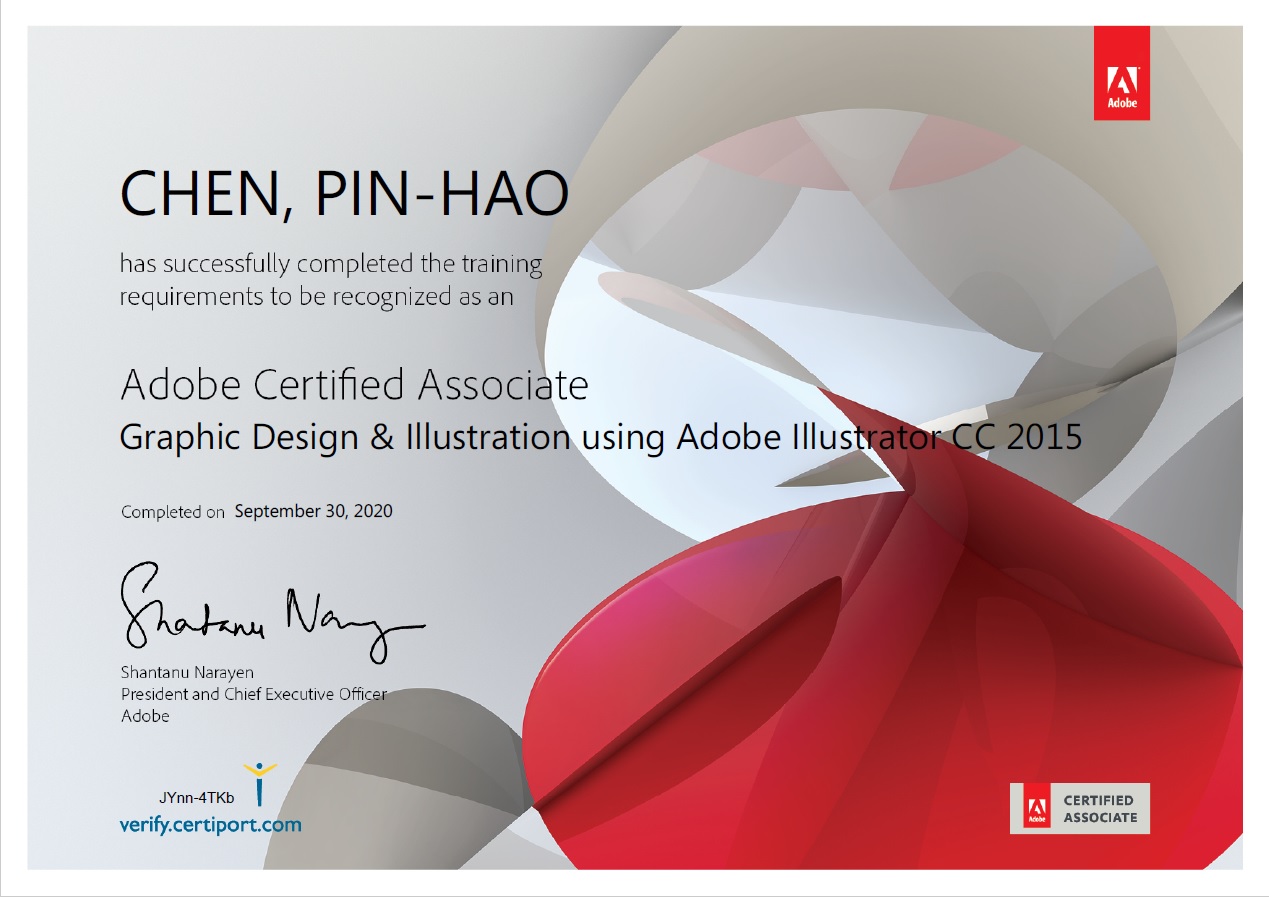 Adobe
CHEN, PIN-HAO
has successfully completed the training
requirements to be recognized as an
Adobe Certified Associate
Graphic Design & Illustration using Adobe Illustrator CC 2015
Completed on September 30, 2020
Shantanu Narayen
Shantanu Narayen
President and Chief Executive Officer
Adobe
JYnn-4TKb
verify.certiport.com
Adobe
CERTIFIED
ASSOCIATE